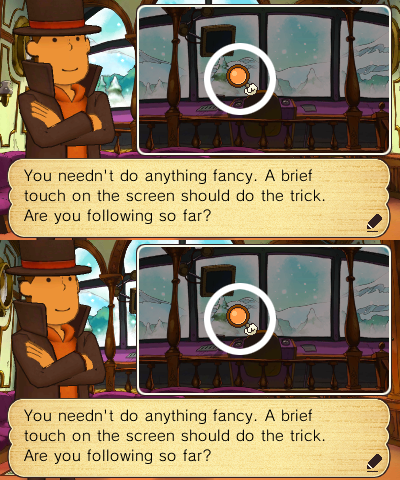 You needn't do anything fancy. A brief
touch on the screen should do the trick.
Are you following so far?
You needn't do anything fancy. A brief
touch on the screen should do the trick.
Are you following so far?